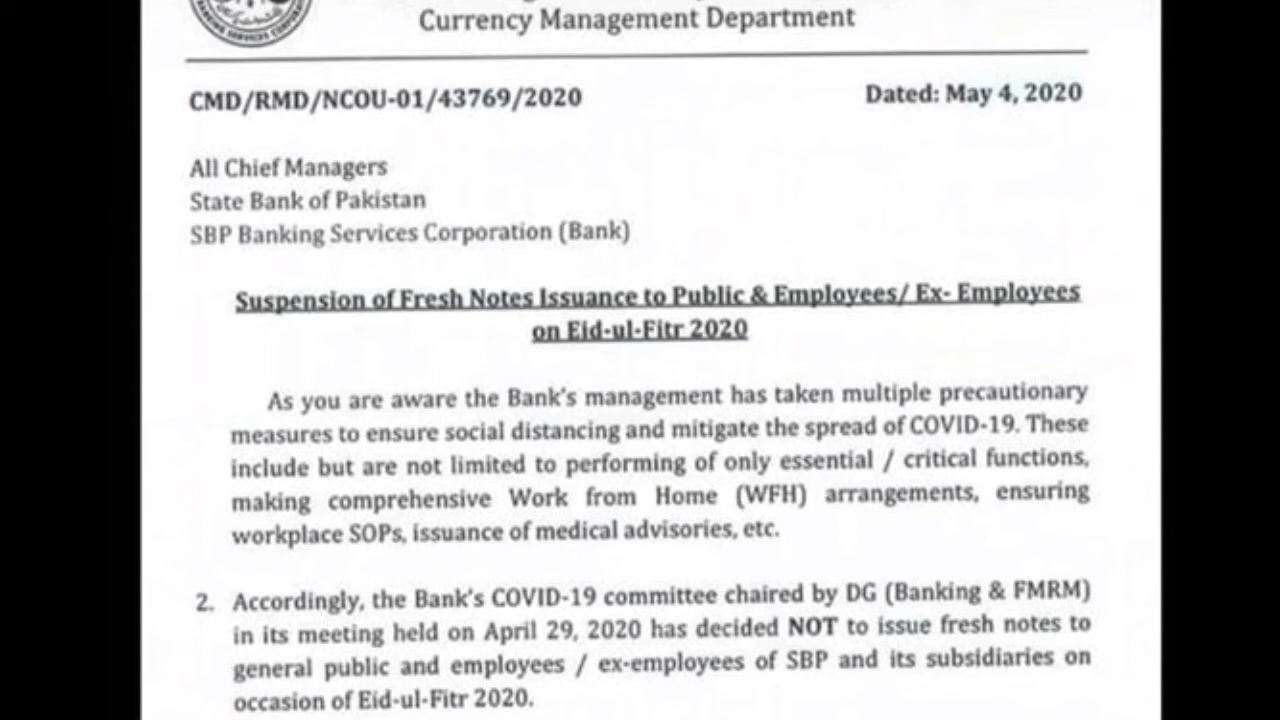 Currency Management Department
CMD/RMD/NCOU-01/43769/2020
Dated: May 4, 2020
All Chief Managers
State Bank of Pakistan
SBP Banking Services Corporation (Bank)
Suspension of Fresh Notes Issuance to Public & Employees/ Ex- Employees
on Eid-ul-Fitr 2020
As you are aware the Bank's management has taken multiple precautionary
measures to ensure social distancing and mitigate the spread of COVID-19. These
include but are not limited to performing of only essential / critical functions,
making comprehensive Work from Home (WFH) arrangements, ensuring
workplace SOPs, issuance of medical advisories, etc.
2. Accordingly, the Bank's COVID-19 committee chaired by DG (Banking & FMRM)
in its meeting held on April 29, 2020 has decided NOT to issue fresh notes to
general public and employees / ex-employees of SBP and its subsidiaries on
occasion of Eid-ul-Fitr 2020.